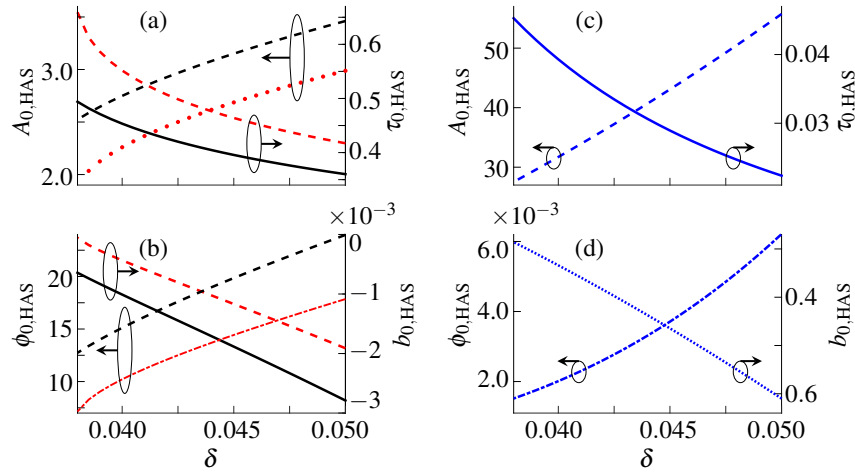 (a)
A0,HAS
3.0
2.0
0.6
0.5
0.4
τ0,HAS
(c)
A0,HAS
50
40
30
0.04
0.03
τ0,HAS
(b)
×10−3
ϕ0,HAS
20
15
10
0
−1
−2
−3
b0,HAS
0.040
0.045
0.050
δ
(d)
×10−3
ϕ0,HAS
6.0
4.0
2.0
0.4
0.6
b0,HAS
0.040
0.045
0.050
δ